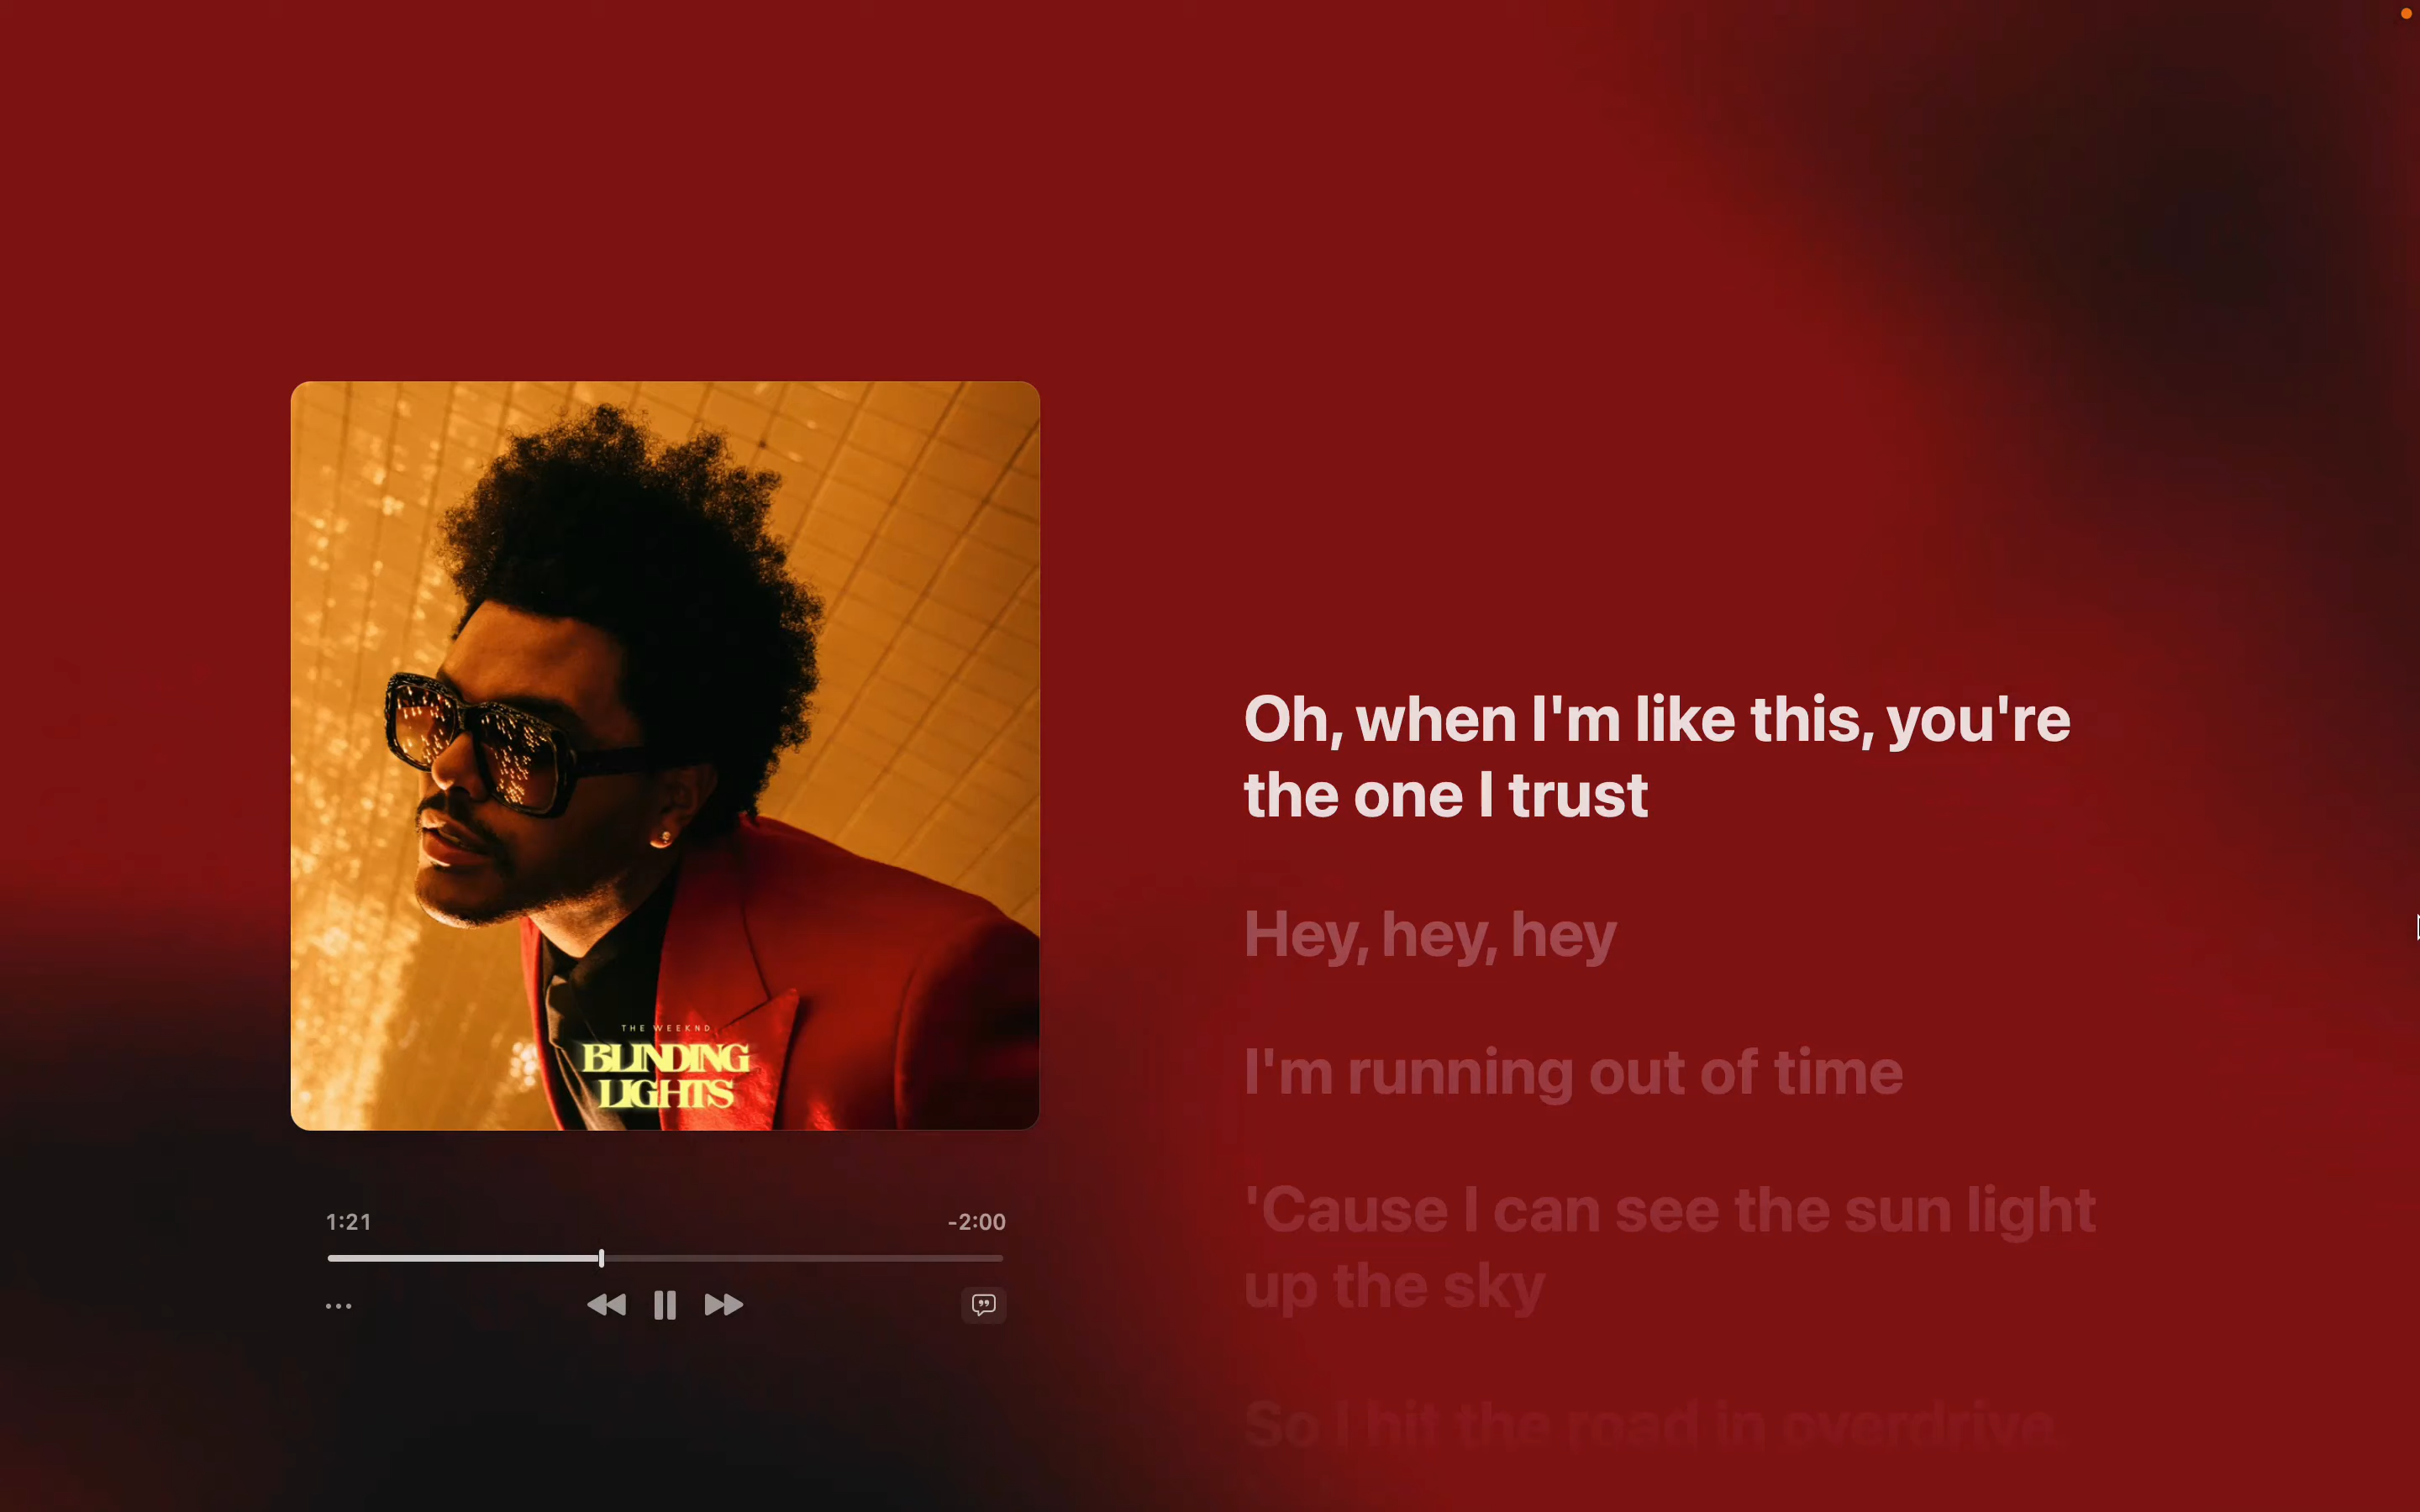 THE WEEKND
BLINDING
LIGHTS
1:21
-2:00
Oh, when I'm like this, you're
the one I trust
Hey, hey, hey
I'm running out of time
'Cause I can see the sun light
up the sky
So I hit the road in overdrive,